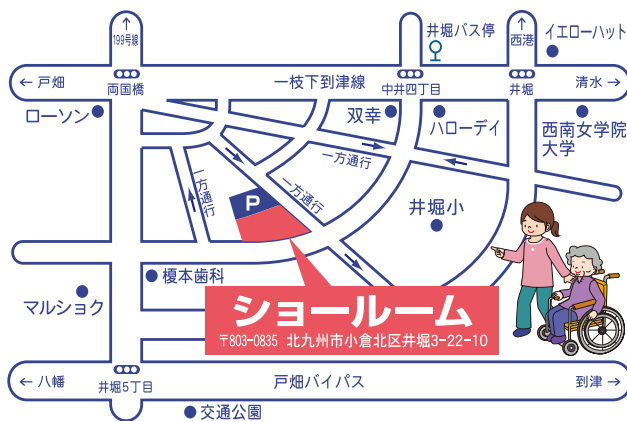 ↑
199号線
井堀バス停
↑
西港
イエローハット
← 戸畑
両国橋
一枝下到津線
中井四丁目
井堀
清水 →
ローソン
双幸
ハローデイ
西南女学院
大学
一方通行
一方通行
一方通行
P
井堀小
榎本歯科
マルショク
ショールーム
〒803-0835 北九州市小倉北区井堀3-22-10
← 八幡
井堀5丁目
戸畑バイパス
到津 →
交通公園